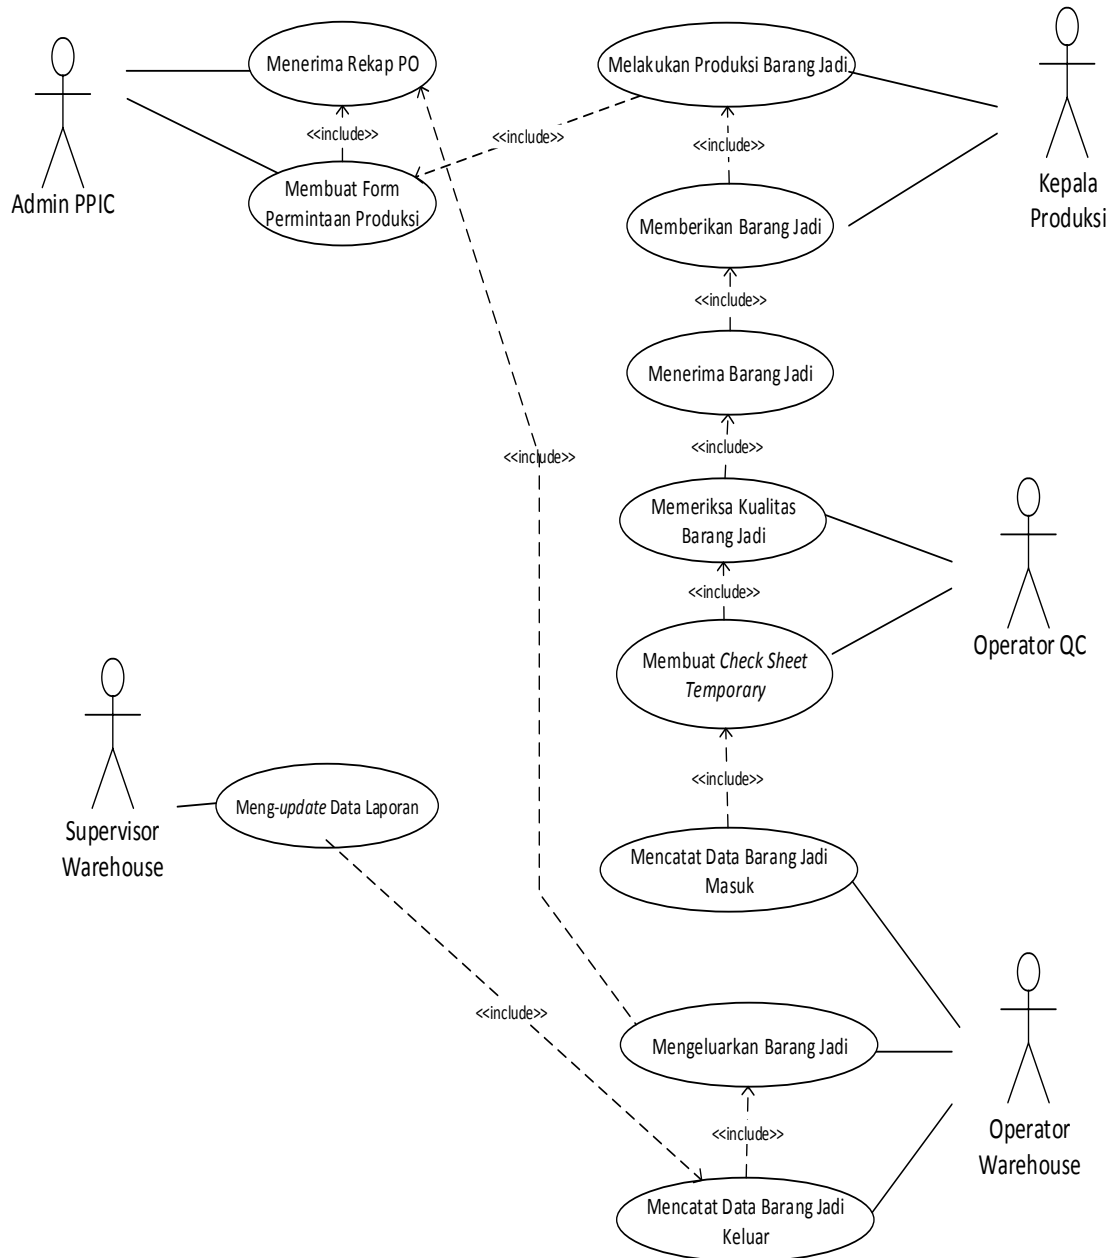 Menerima Rekap PO
Melakukan Produksi Barang Jadi
<<include>>
<<include>>
<<include>>
Admin PPIC
Membuat Form
Permintaan Produksi
Kepala
Produksi
Memberikan Barang Jadi
<<include>>
Menerima Barang Jadi
<<include>>
<<include>>
Memeriksa Kualitas
Barang Jadi
<<include>>
Operator QC
Membuat Check Sheet
Temporary
<<include>>
Meng-update Data Laporan
Supervisor
Warehouse
Mencatat Data Barang Jadi
Masuk
<<include>>
Mengeluarkan Barang Jadi
<<include>>
Operator
Warehouse
Mencatat Data Barang Jadi
Keluar